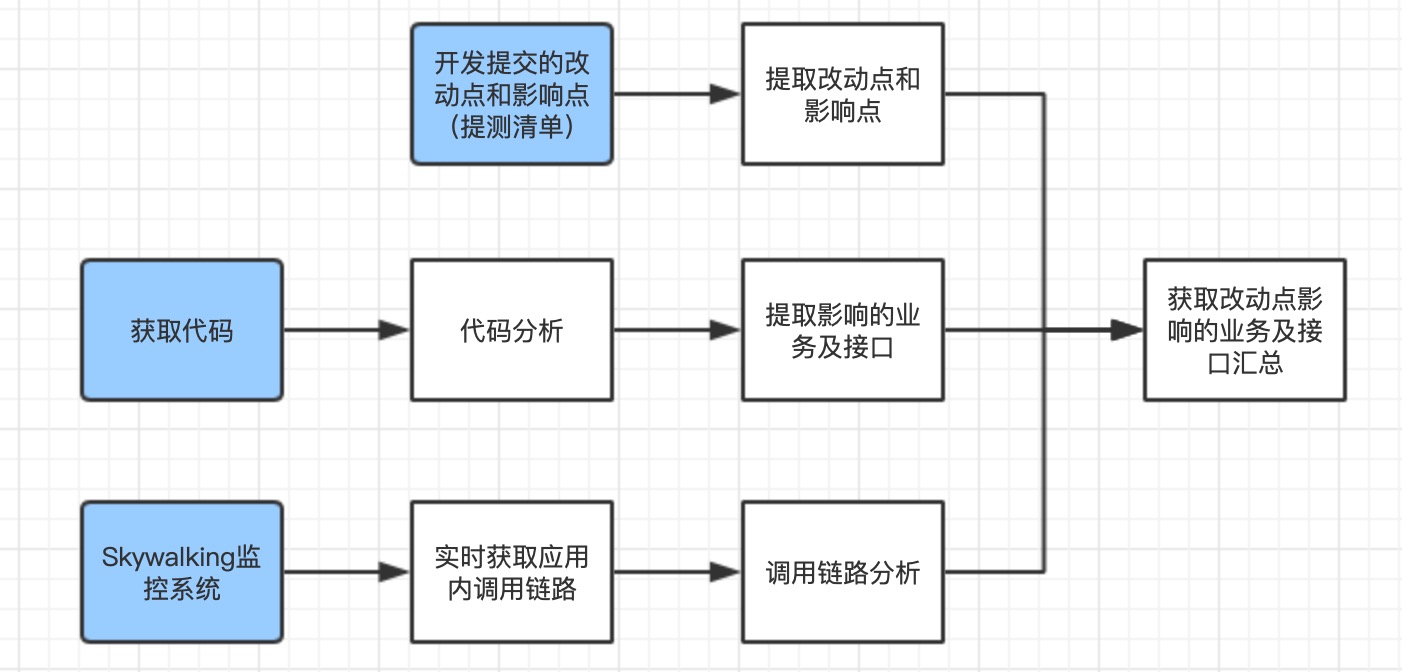 开发提交的改
动点和影响点
（提测清单）
提取改动点和
影响点
获取代码
代码分析
提取影响的业
务及接口
获取改动点影
响的业务及接
口汇总
Skywalking监
控系统
实时获取应用
内调用链路
调用链路分析